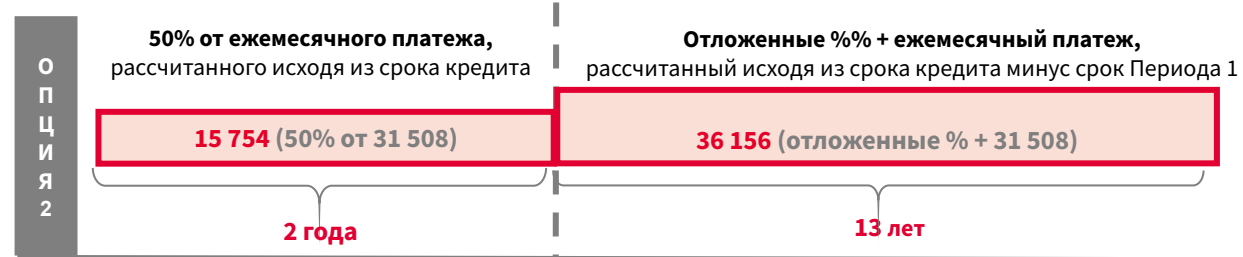 О
П
Ц
И
Я
2
50% от ежемесячного платежа,
рассчитанного исходя из срока кредита
15 754 (50% от 31 508)
2 года
Отложенные %% + ежемесячный платеж,
рассчитанный исходя из срока кредита минус срок Периода 1
36 156 (отложенные % + 31 508)
13 лет